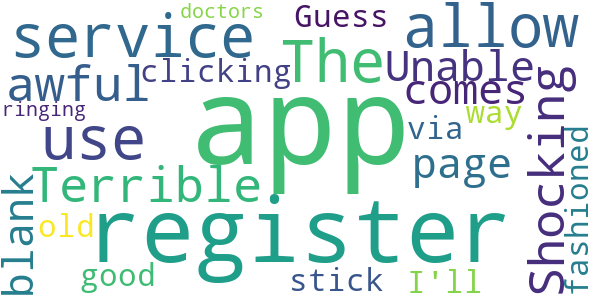 doctors
Guess
service
allow
The
Unable
awful
clicking
comes
app
ringing
way
use
via
page
Shocking
fashioned
Terrible
register
blank
old
good
stick
I'll